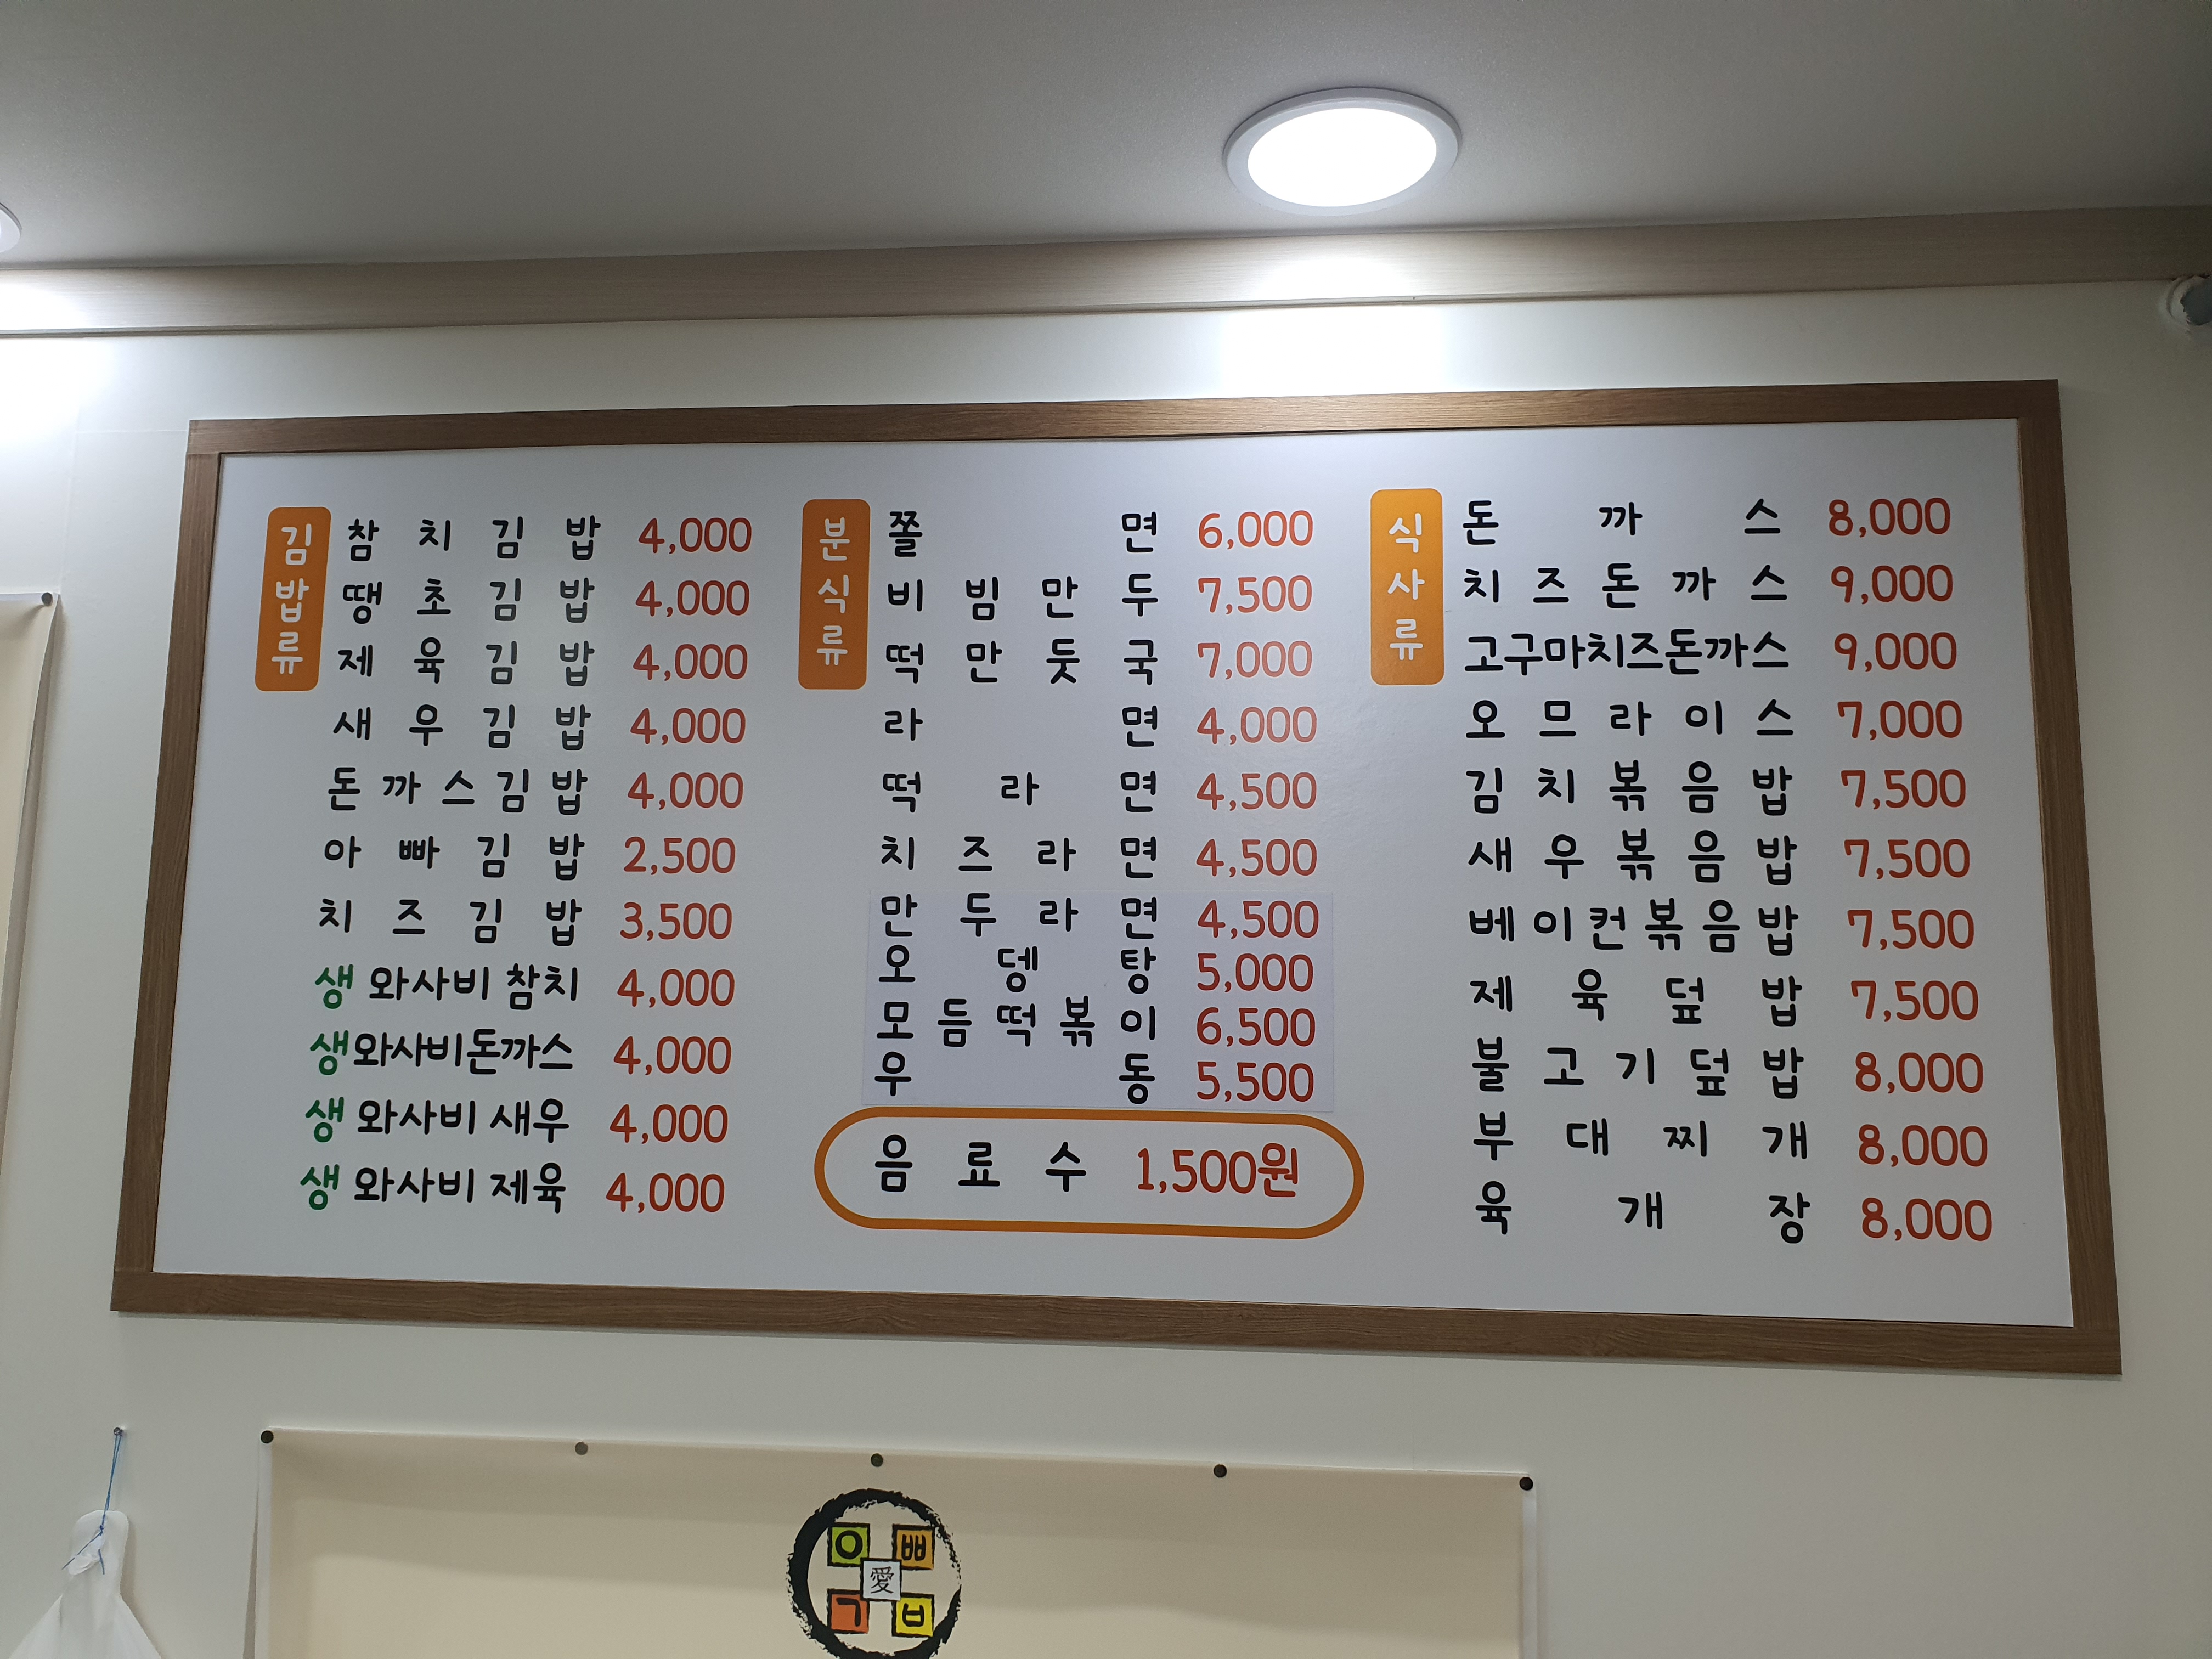 김밥류
참치김밥 4,000
땡초김밥 4,000
제육김밥 4,000
새우김밥 4,000
돈까스김밥 4,000
아빠김밥 2,500
치즈김밥 3,500
생와사비 참치 4,000
생와사비돈까스 4,000
생와사비 새우 4,000
생와사비 제육 4,000
분식류
쫄면 6,000
비빔만두 7,500
떡만둣국 7,000
라면 4,000
떡라면 4,500
치즈라면 4,500
만두라면 4,500
오뎅탕 5,000
모듬떡볶이 6,500
우동 5,500
음료수 1,500원
식사류
돈까스 8,000
치즈돈까스 9,000
고구마치즈돈까스 9,000
오므라이스 7,000
김치볶음밥 7,500
새우볶음밥 7,500
베이컨볶음밥 7,500
제육덮밥 7,500
불고기덮밥 8,000
부대찌개 8,000
육개장 8,000
ㅇ ㅃ
愛
ㄱ ㅂ